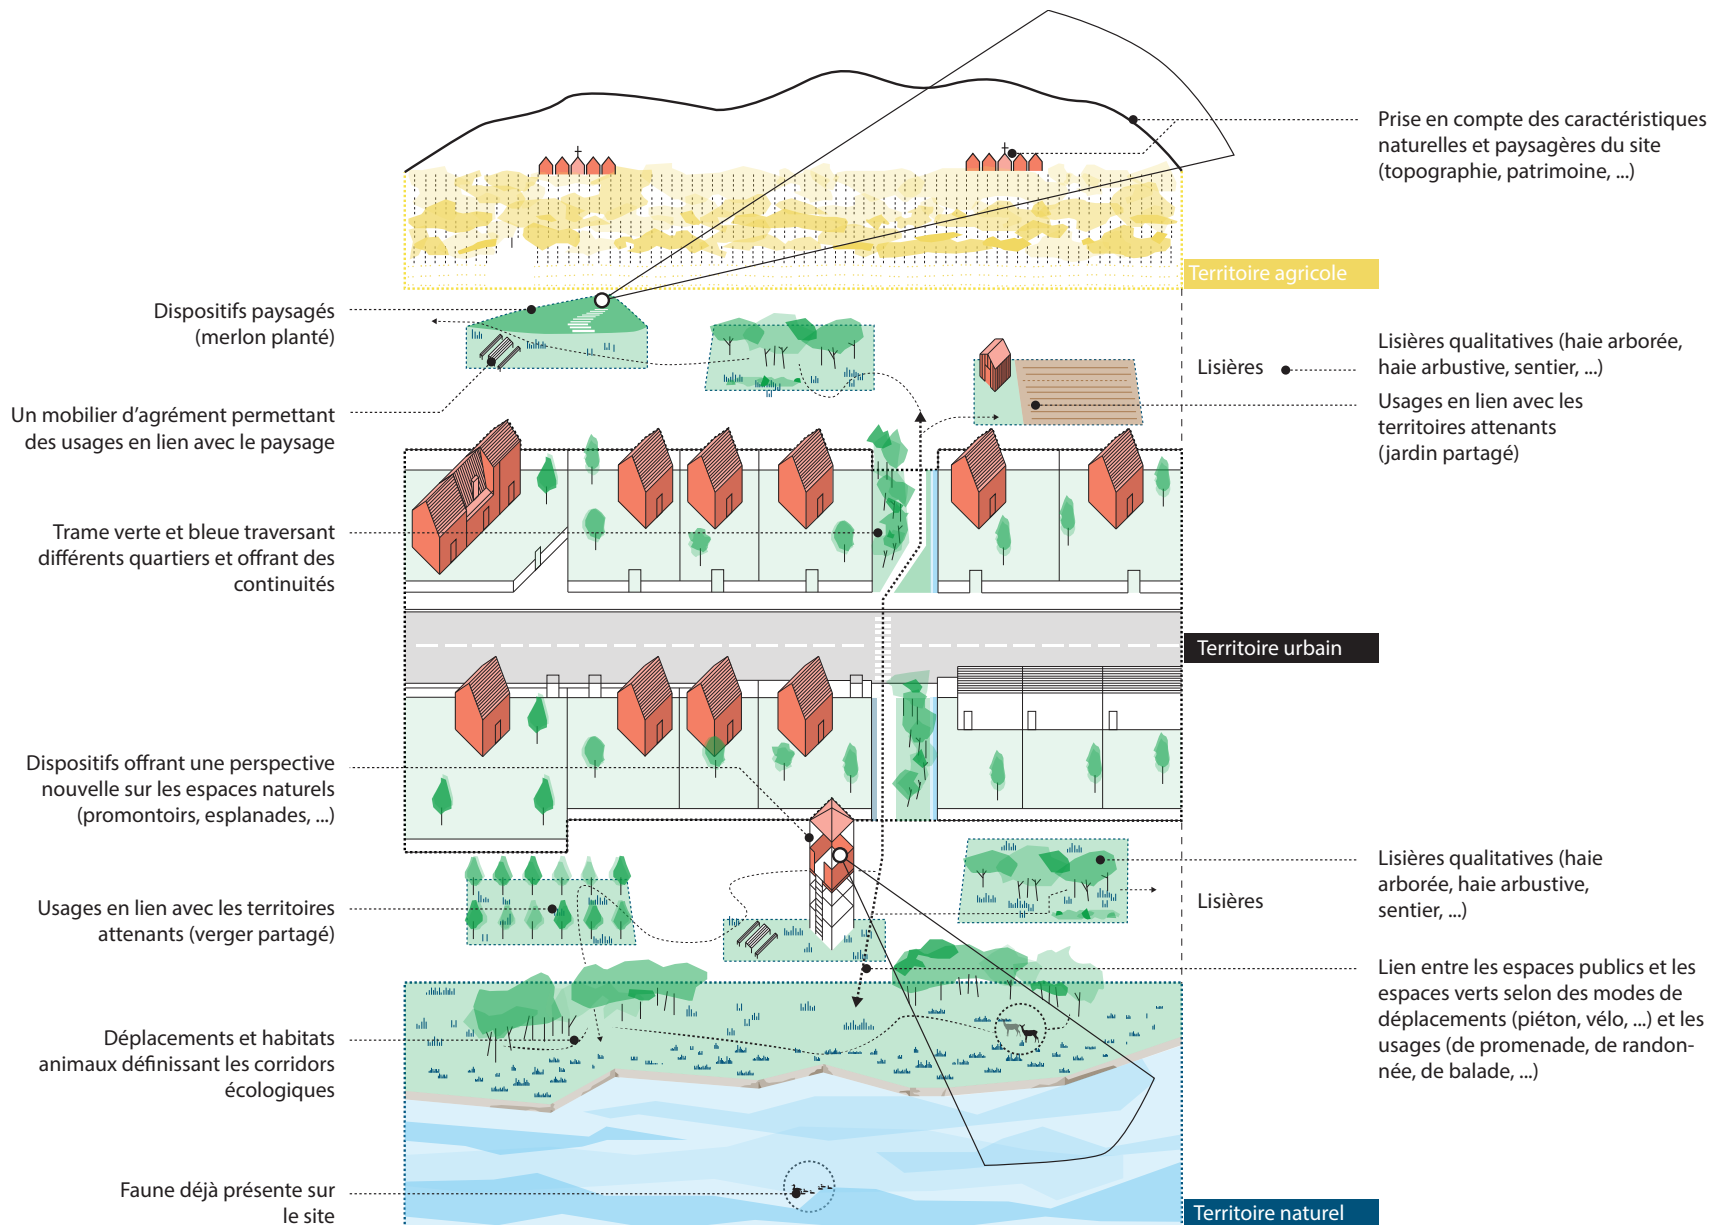 Prise en compte des caractéristiques
naturelles et paysagères du site
(topographie, patrimoine, ...)
Territoire agricole
Dispositifs paysagés
(merlon planté)
Lisières
Lisières qualitatives (haie arborée,
haie arbustive, sentier, ...)
Usages en lien avec les
territoires attenants
(jardin partagé)
Un mobilier d’agrément permettant
des usages en lien avec le paysage
Trame verte et bleue traversant
différents quartiers et offrant des
continuités
Territoire urbain
Dispositifs offrant une perspective
nouvelle sur les espaces naturels
(promontoirs, esplanades, ...)
Lisières qualitatives (haie
arborée, haie arbustive,
sentier, ...)
Lisières
Usages en lien avec les territoires
attenants (verger partagé)
Lien entre les espaces publics et les
espaces verts selon des modes de
déplacements (piéton, vélo, ...) et les
usages (de promenade, de randon-
née, de balade, ...)
Déplacements et habitats
animaux définissant les corridors
écologiques
Faune déjà présente sur
le site
Territoire naturel